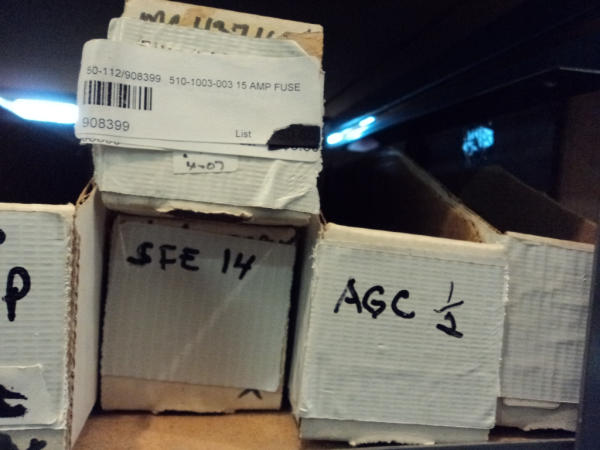 50-112/908399 510-1003-003 15 AMP FUSE
908399
List
4-07
P
SFE 14
AGC 1/2